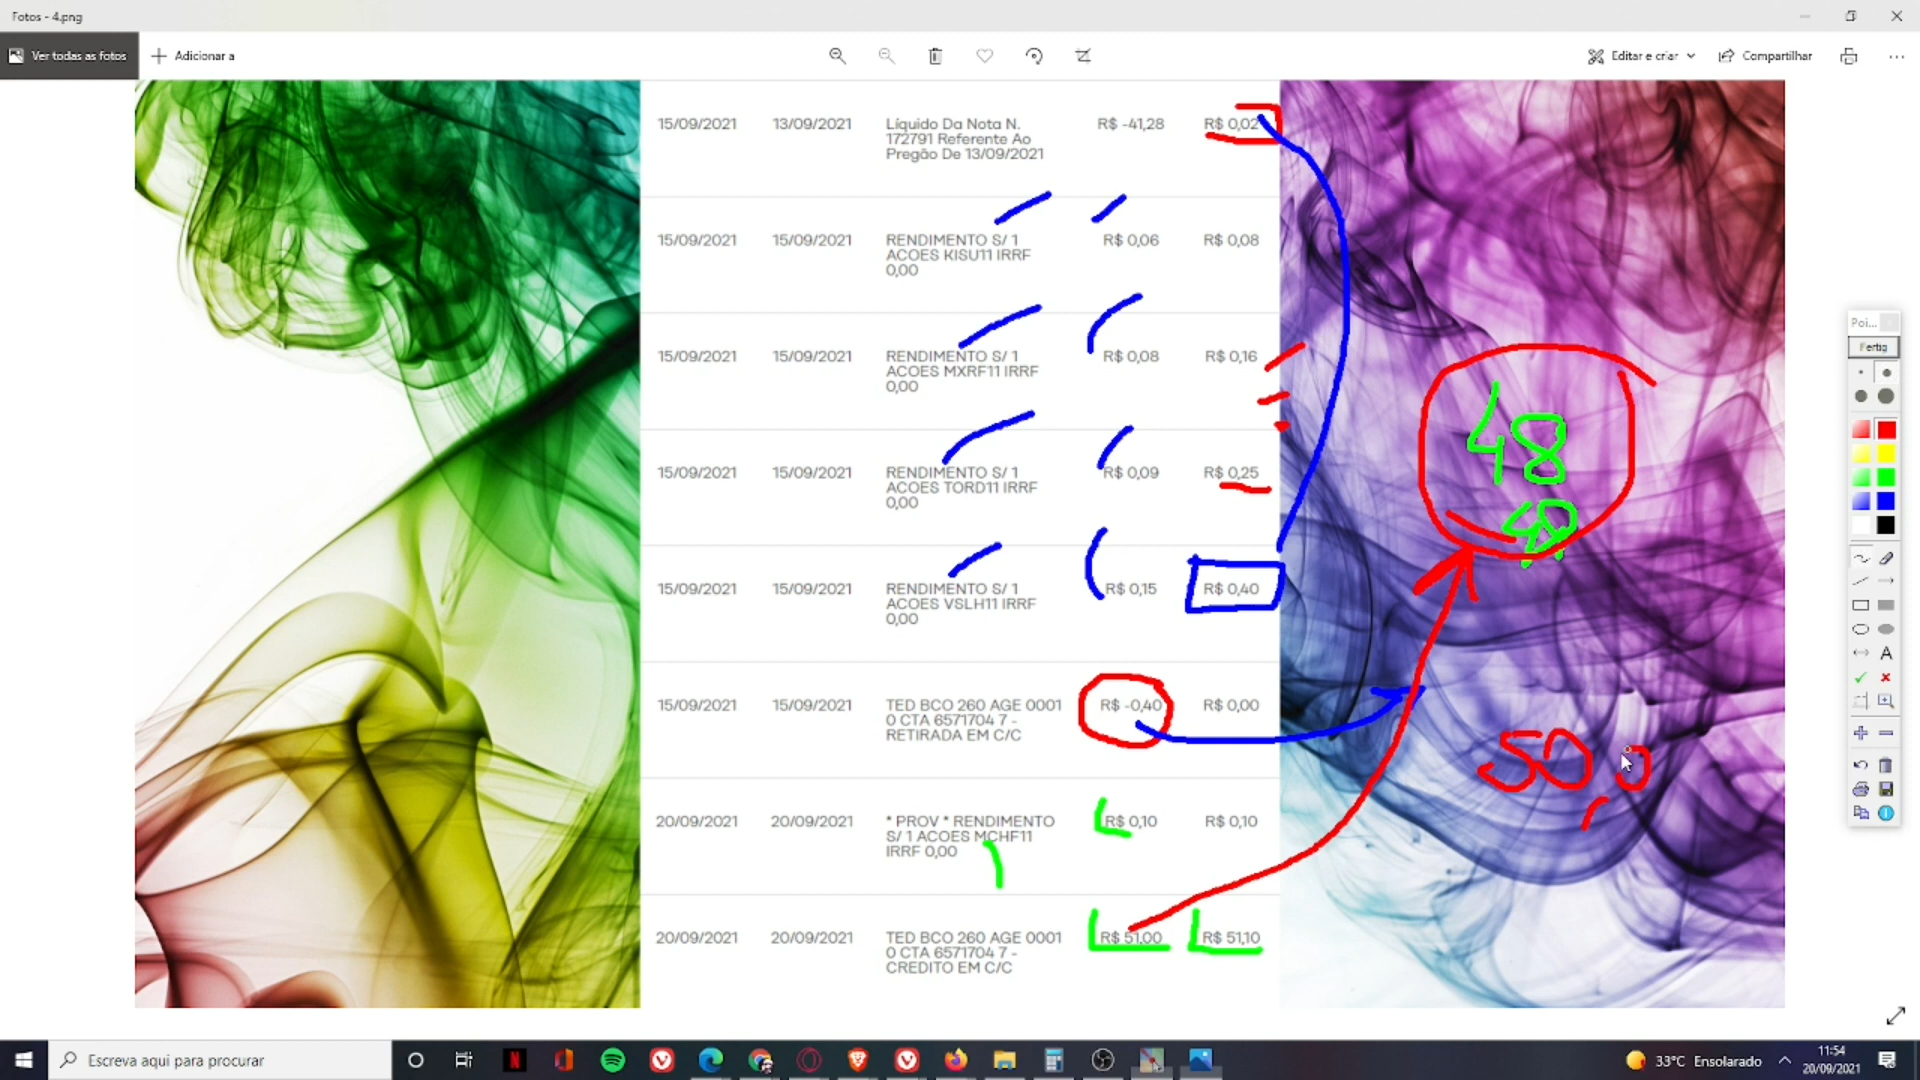 Fotos - 4.png
Ver todas as fotos
Adicionar a
Editar e criar
Compartilhar
15/09/2021 13/09/2021 Líquido Da Nota N. R$ -41,28 R$ 0,02
172791 Referente Ao
Pregão De 13/09/2021
15/09/2021 15/09/2021 RENDIMENTO S/ 1 R$ 0,06 R$ 0,08
ACOES KISU11 IRRF
0,00
15/09/2021 15/09/2021 RENDIMENTO S/ 1 R$ 0,08 R$ 0,16
ACOES MXRF11 IRRF
0,00
15/09/2021 15/09/2021 RENDIMENTO S/ 1 R$ 0,09 R$ 0,25
ACOES TORD11 IRRF
0,00
15/09/2021 15/09/2021 RENDIMENTO S/ 1 R$ 0,15 R$ 0,40
ACOES VSLH11 IRRF
0,00
15/09/2021 15/09/2021 TED BCO 260 AGE 0001 R$ -0,40 R$ 0,00
0 CTA 6571704 7 -
RETIRADA EM C/C
20/09/2021 20/09/2021 * PROV * RENDIMENTO R$ 0,10 R$ 0,10
S/ 1 ACOES MCHF11
IRRF 0,00
20/09/2021 20/09/2021 TED BCO 260 AGE 0001 R$ 51,00 R$ 51,10
0 CTA 6571704 7 -
CREDITO EM C/C
48
50,0
Poi...
Fertig
A
Escreva aqui para procurar
33°C Ensolarado
11:54
20/09/2021